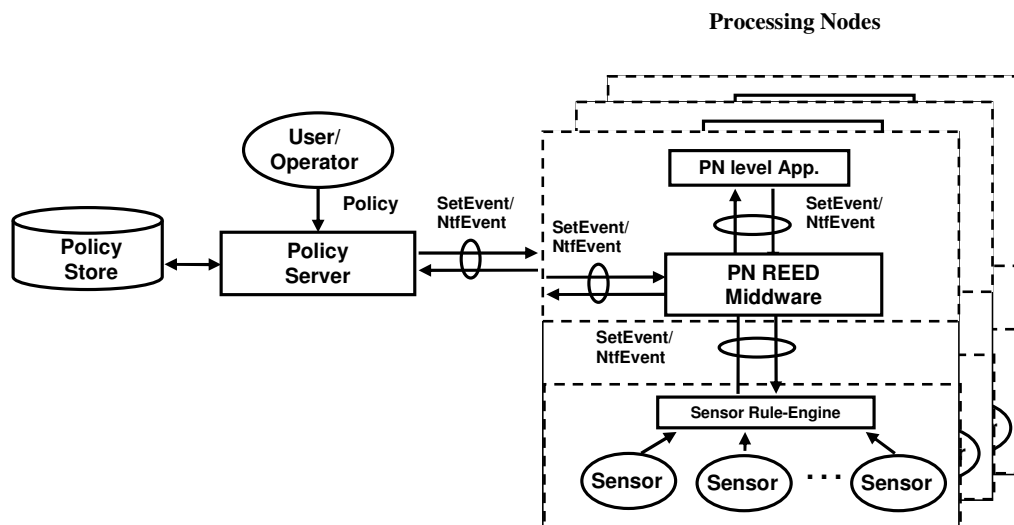 Processing Nodes
User/
Operator
Policy
Policy
Store
Policy
Server
SetEvent/
NtfEvent
SetEvent/
NtfEvent
PN level App.
SetEvent/
NtfEvent
PN REED
Middware
SetEvent/
NtfEvent
Sensor Rule-Engine
Sensor
Sensor
...
Sensor